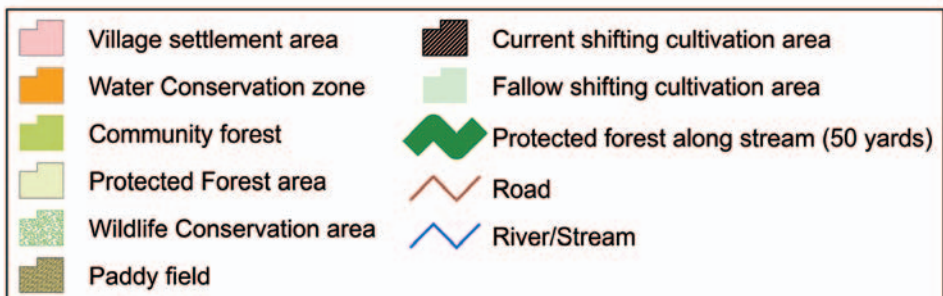 Village settlement area
Water Conservation zone
Community forest
Protected Forest area
Wildlife Conservation area
Paddy field
Current shifting cultivation area
Fallow shifting cultivation area
Protected forest along stream (50 yards)
Road
River/Stream